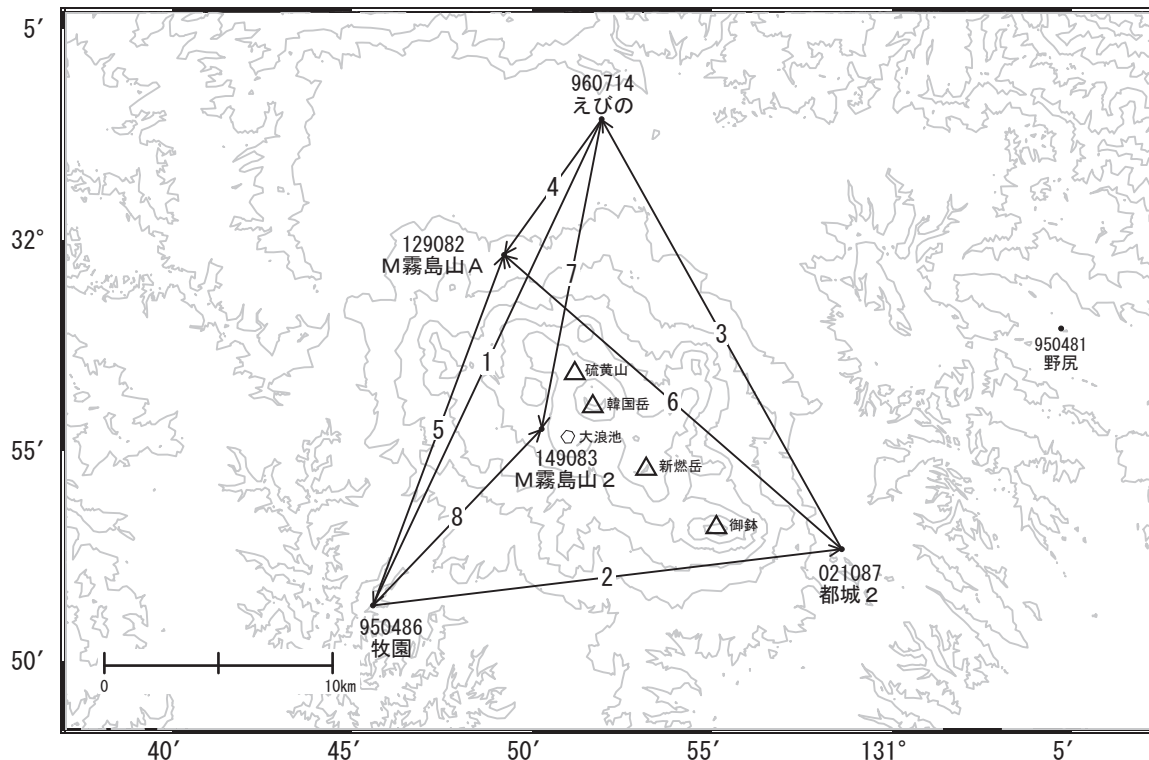 5′
960714
えびの
4
32°
129082
M霧島山A
7
3
950481
野尻
1
硫黄山
韓国岳
6
5
大浪池
55′
149083
M霧島山2
新燃岳
8
御鉢
2
021087
都城2
950486
牧園
50′
0
10km
40′
45′
50′
55′
131°
5′